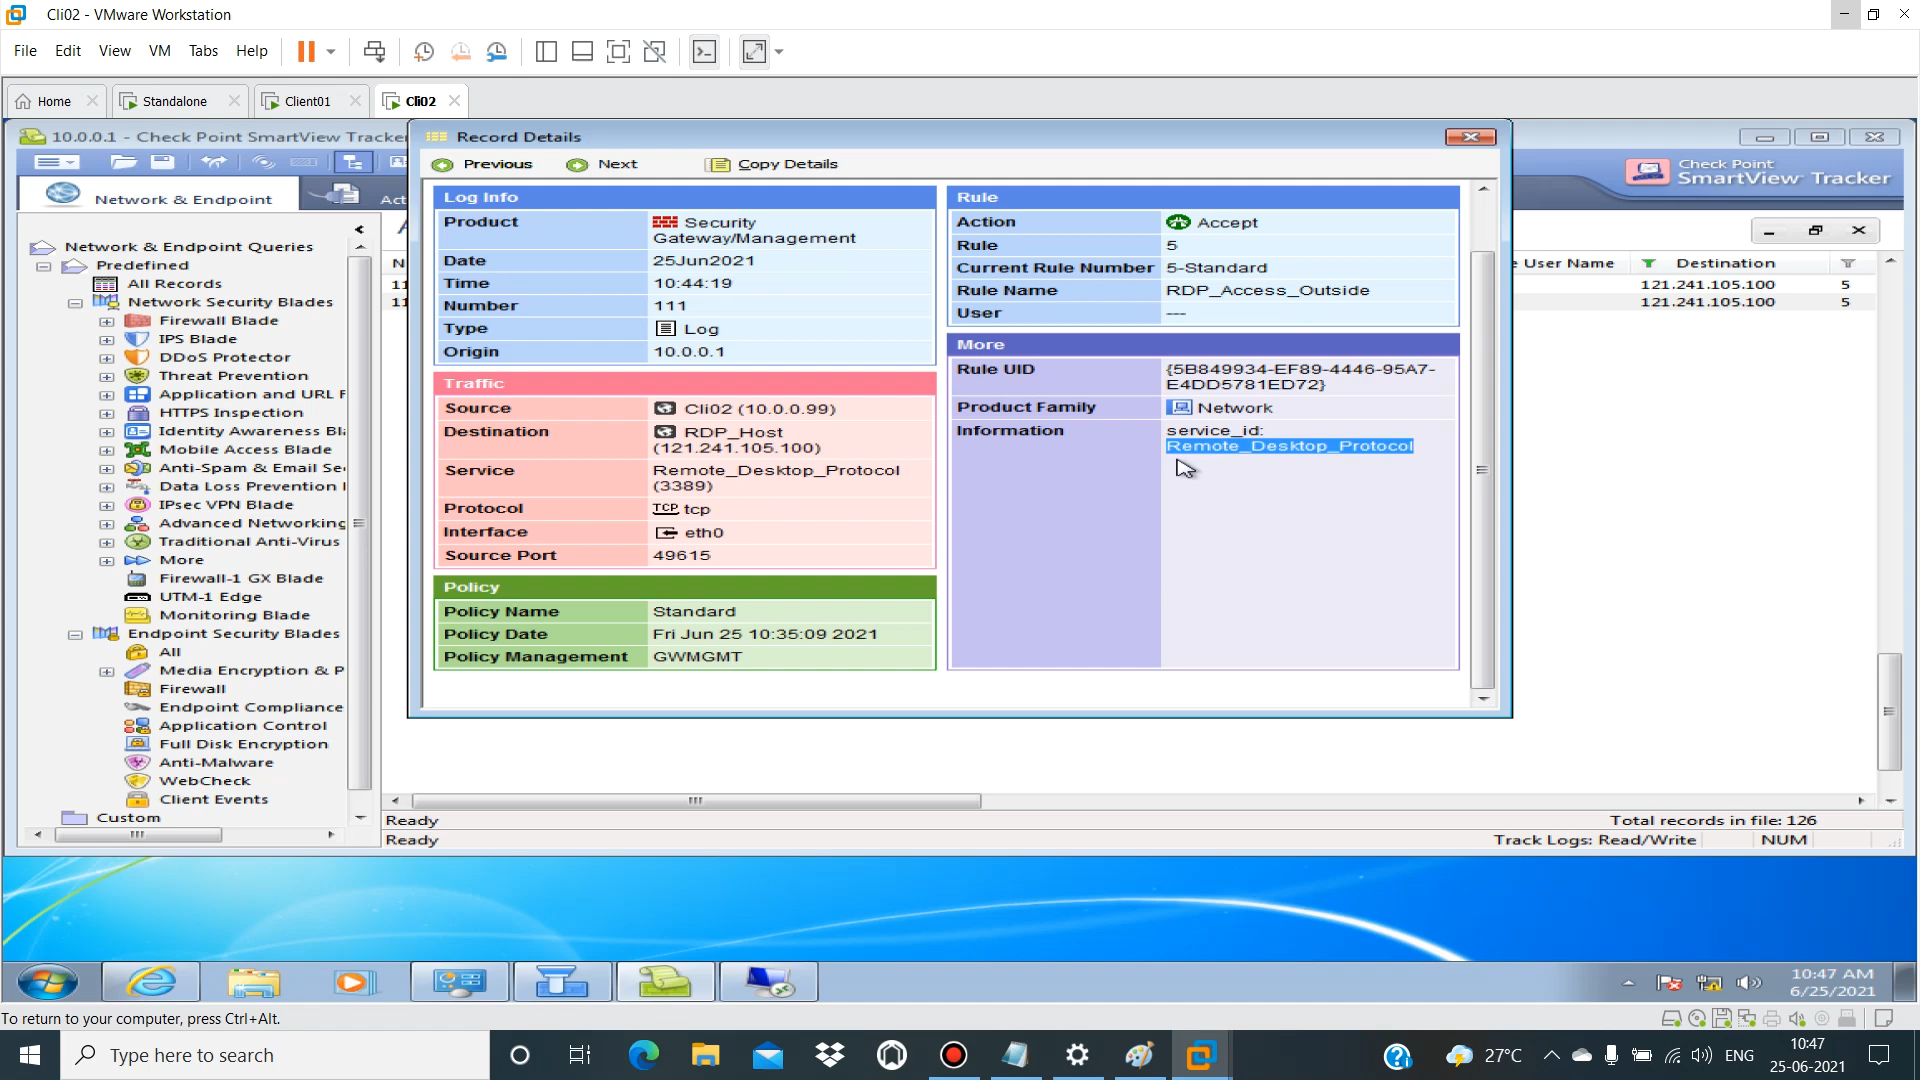 Cli02 - VMware Workstation
File Edit View VM Tabs Help
Home Standalone Client01 Cli02
10.0.0.1 - Check Point SmartView Tracker
Record Details
Previous Next Copy Details
Check Point
SmartView Tracker
Network & Endpoint
Network & Endpoint Queries
Predefined
All Records
Network Security Blades
Firewall Blade
IPS Blade
DDoS Protector
Threat Prevention
Application and URL F
HTTPS Inspection
Identity Awareness Bl
Mobile Access Blade
Anti-Spam & Email Se
Data Loss Prevention
IPsec VPN Blade
Advanced Networking
Traditional Anti-Virus
More
Firewall-1 GX Blade
UTM-1 Edge
Monitoring Blade
Endpoint Security Blades
All
Media Encryption & P
Firewall
Endpoint Compliance
Application Control
Full Disk Encryption
Anti-Malware
WebCheck
Client Events
Custom
Log Info
Product Security Gateway/Management
Date 25Jun2021
Time 10:44:19
Number 111
Type Log
Origin 10.0.0.1
Traffic
Source Cli02 (10.0.0.99)
Destination RDP_Host
(121.241.105.100)
Service Remote_Desktop_Protocol
(3389)
Protocol TCP tcp
Interface eth0
Source Port 49615
Policy
Policy Name Standard
Policy Date Fri Jun 25 10:35:09 2021
Policy Management GWMGMT
Rule
Action Accept
Rule 5
Current Rule Number 5-Standard
Rule Name RDP_Access_Outside
User ---
More
Rule UID {5B849934-EF89-4446-95A7-
E4DD5781ED72}
Product Family Network
Information service_id:
Remote_Desktop_Protocol
User Name Destination
121.241.105.100 5
121.241.105.100 5
Ready Total records in file: 126
Ready Track Logs: Read/Write NUM
10:47 AM
6/25/2021
To return to your computer, press Ctrl+Alt.
Type here to search
27°C ENG
10:47
25-06-2021